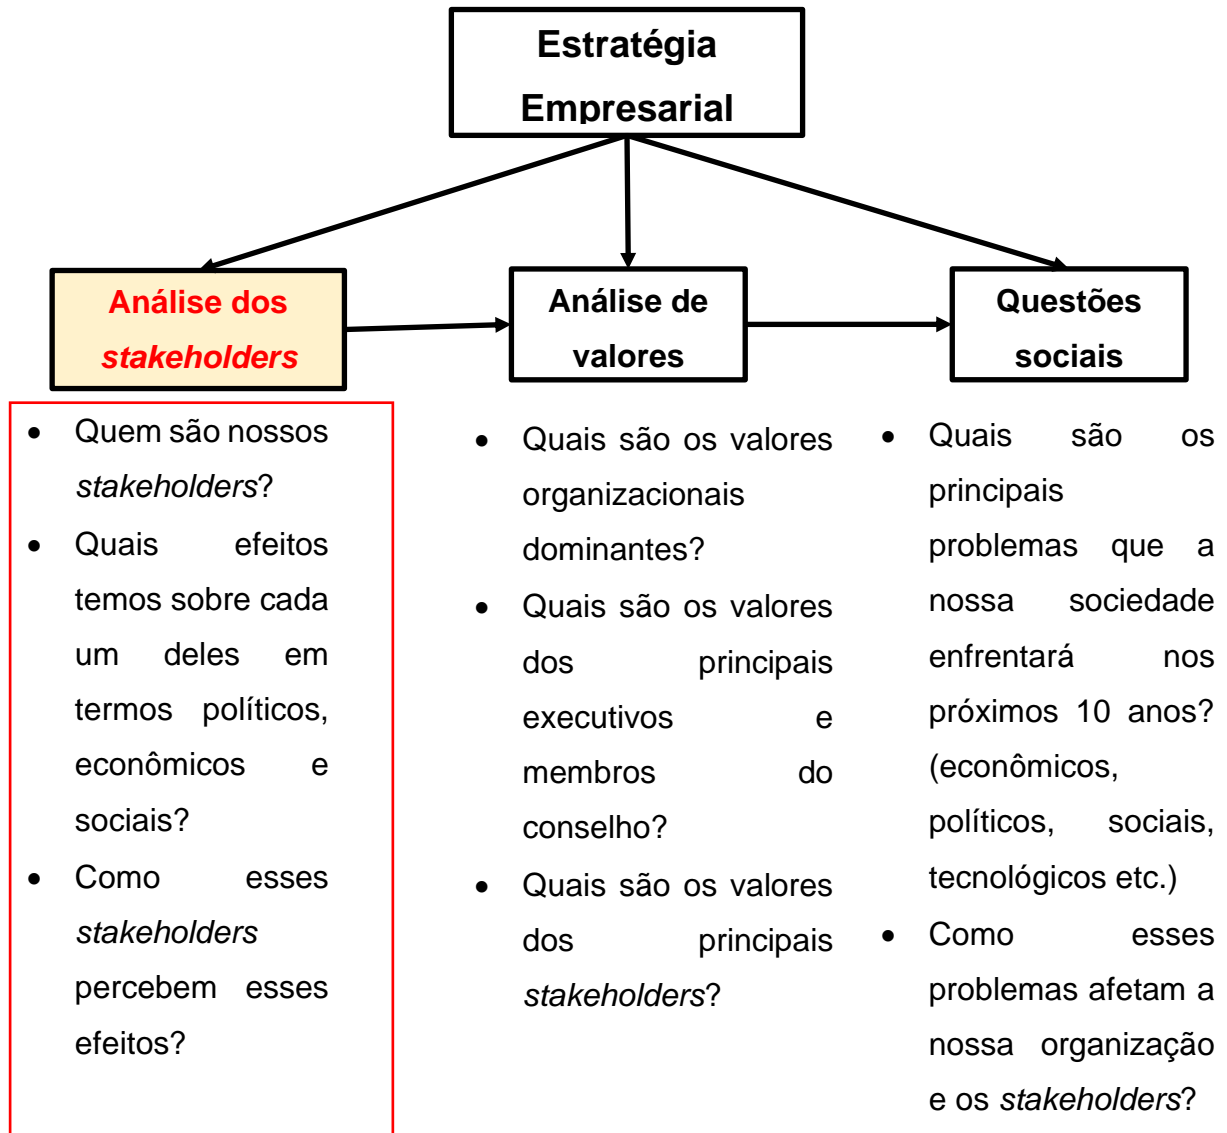 Estratégia
Empresarial
Análise dos
stakeholders
Análise de
valores
Questões
sociais
• Quem são nossos
stakeholders?
• Quais efeitos
temos sobre cada
um deles em
termos políticos,
econômicos e
sociais?
• Como esses
stakeholders
percebem esses
efeitos?
• Quais são os valores
organizacionais
dominantes?
• Quais são os valores
dos principais
executivos e
membros do
conselho?
• Quais são os valores
dos principais
stakeholders?
• Quais são os
principais
problemas que a
nossa sociedade
enfrentará nos
próximos 10 anos?
(econômicos,
políticos, sociais,
tecnológicos etc.)
• Como esses
problemas afetam a
nossa organização
e os stakeholders?